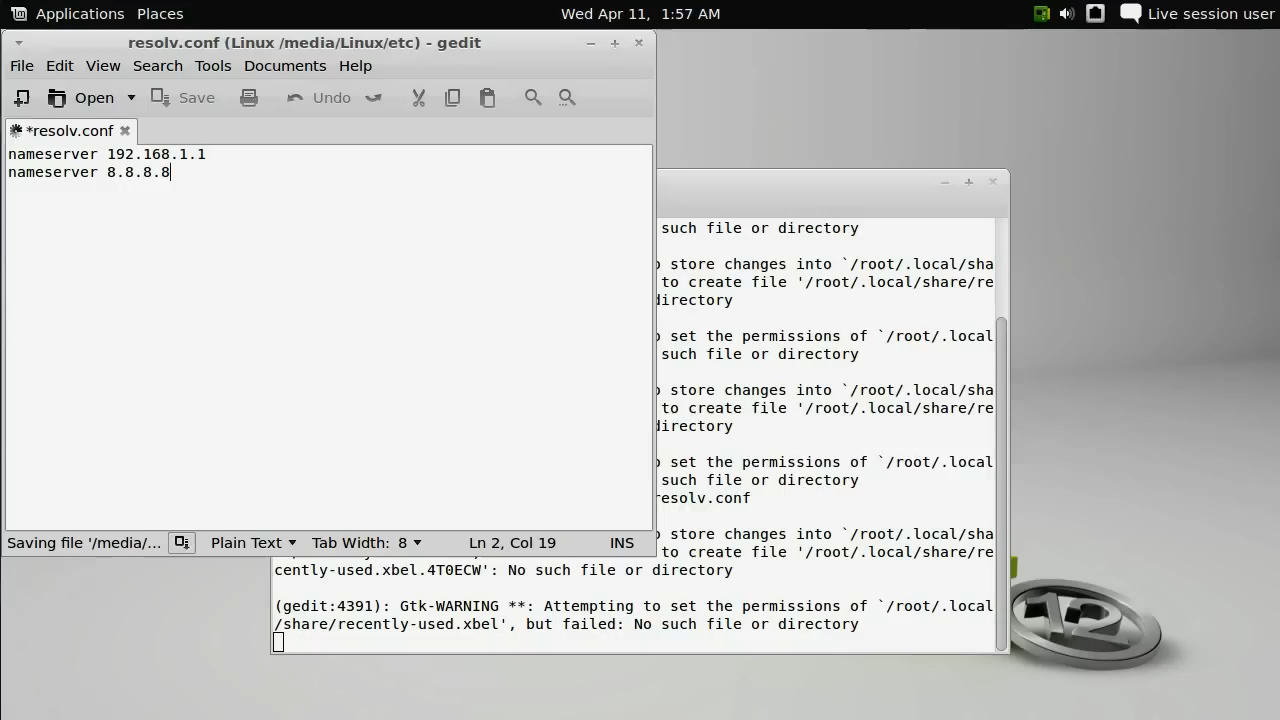 Applications Places
Wed Apr 11, 1:57 AM
Live session user
resolv.conf (Linux /media/Linux/etc) - gedit
File Edit View Search Tools Documents Help
Open Save Undo
*resolv.conf
nameserver 192.168.1.1
nameserver 8.8.8.8
Saving file '/media/... Plain Text Tab Width: 8 Ln 2, Col 19 INS
such file or directory
o store changes into `/root/.local/sha
to create file '/root/.local/share/re
directory
o set the permissions of `/root/.local
such file or directory
o store changes into `/root/.local/sha
to create file '/root/.local/share/re
directory
o set the permissions of `/root/.local
such file or directory
resolv.conf
o store changes into `/root/.local/sha
to create file '/root/.local/share/re
cently-used.xbel.4T0ECW': No such file or directory
(gedit:4391): Gtk-WARNING **: Attempting to set the permissions of `/root/.local
/share/recently-used.xbel', but failed: No such file or directory
12